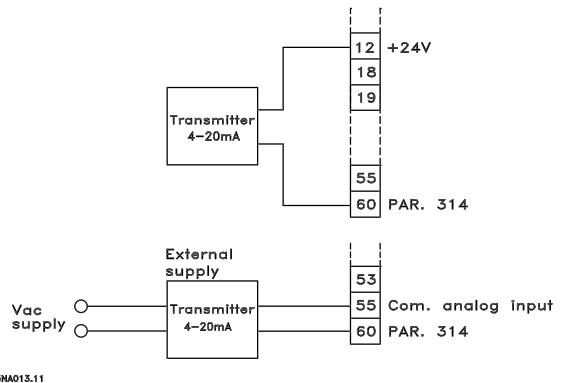 12 +24V
18
19
Transmitter
4-20mA
55
60 PAR. 314
External
supply
53
Vac
supply
Transmitter
4-20mA
55 Com. analog input
60 PAR. 314
NA013.11